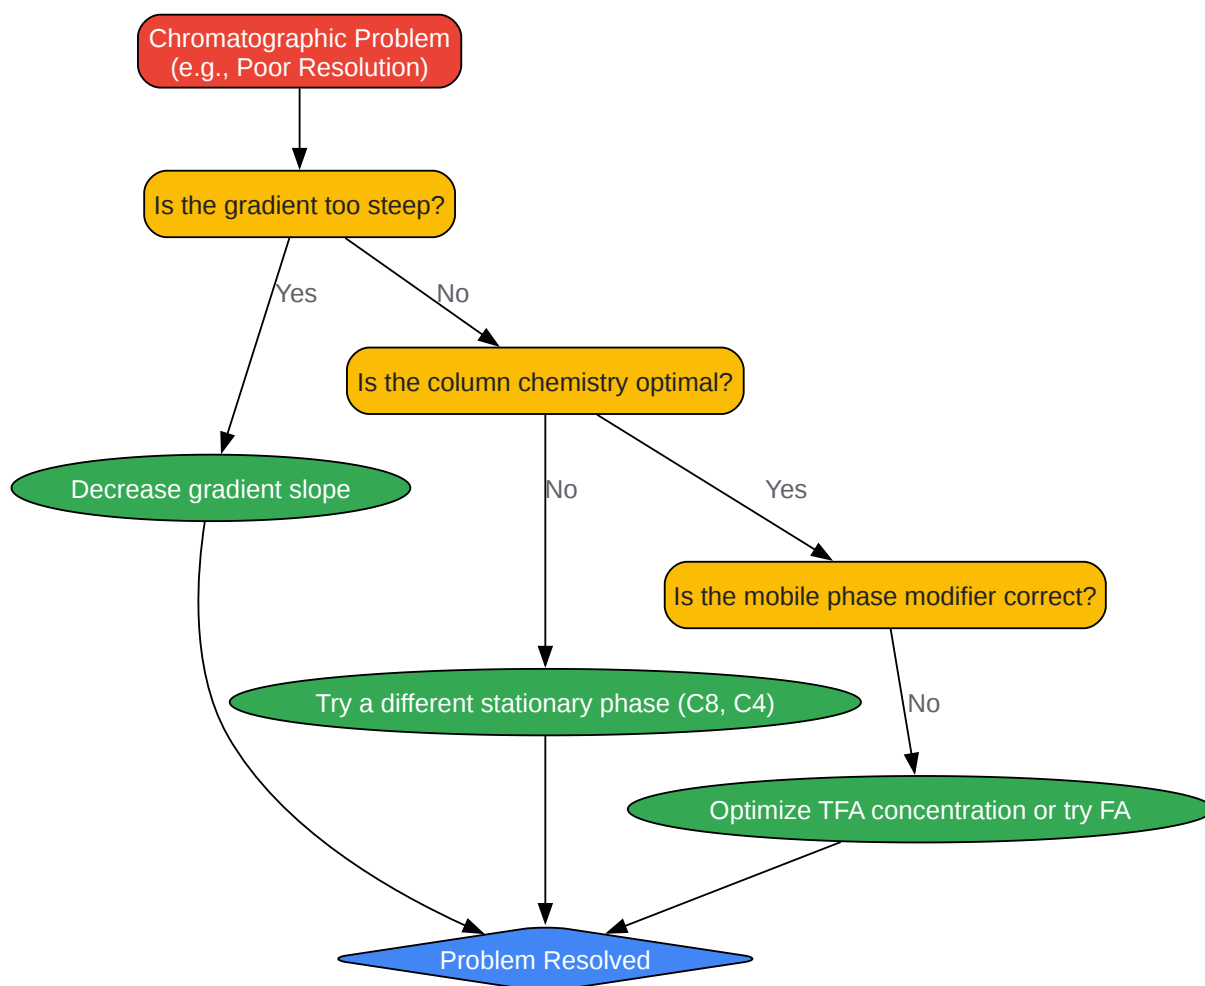 Chromatographic Problem
(e.g., Poor Resolution)
Is the gradient too steep?
Yes
No
Is the column chemistry optimal?
Decrease gradient slope
No
Yes
Is the mobile phase modifier correct?
Try a different stationary phase (C8, C4)
No
Optimize TFA concentration or try FA
Problem Resolved